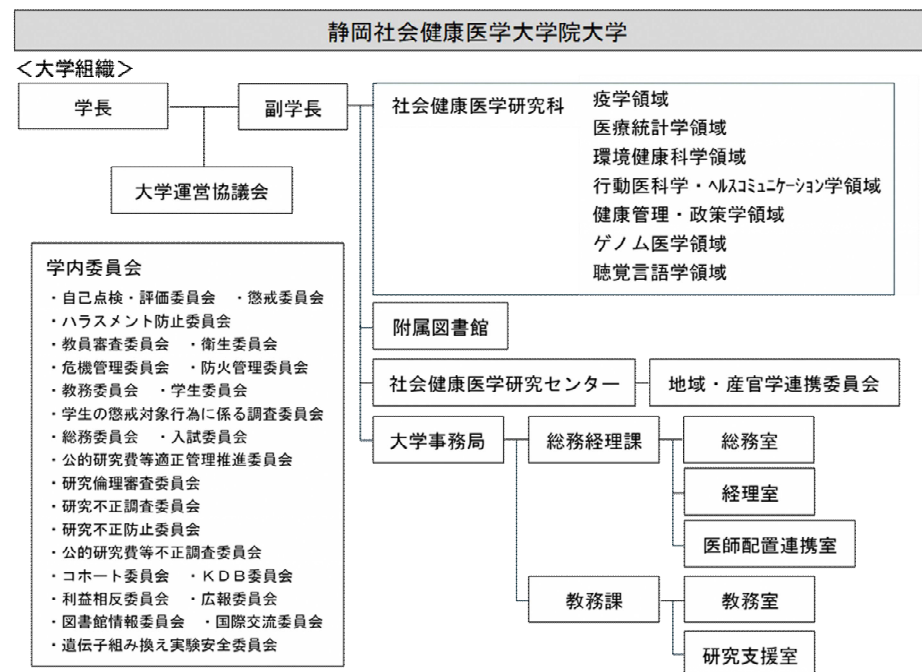 静岡社会健康医学大学院大学
＜大学組織＞
学長
副学長
大学運営協議会
社会健康医学研究科
疫学領域
医療統計学領域
環境健康科学領域
行動医科学・ﾍﾙｽｺﾐｭﾆｹｰｼｮﾝ学領域
健康管理・政策学領域
ゲノム医学領域
聴覚言語学領域
附属図書館
社会健康医学研究センター
地域・産官学連携委員会
大学事務局
総務経理課
総務室
経理室
医師配置連携室
教務課
教務室
研究支援室
学内委員会
・自己点検・評価委員会　・懲戒委員会
・ハラスメント防止委員会
・教員審査委員会　・衛生委員会
・危機管理委員会　・防火管理委員会
・教務委員会　・学生委員会
・学生の懲戒対象行為に係る調査委員会
・総務委員会　・入試委員会
・公的研究費等適正管理推進委員会
・研究倫理審査委員会
・研究不正調査委員会
・研究不正防止委員会
・公的研究費等不正調査委員会
・コホート委員会　・ＫＤＢ委員会
・利益相反委員会　・広報委員会
・図書館情報委員会　・国際交流委員会
・遺伝子組み換え実験安全委員会